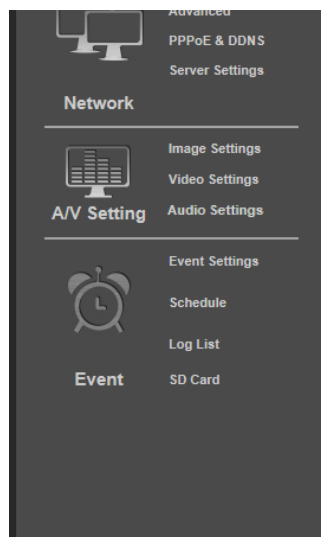 Advanced
PPPoE & DDNS
Server Settings
Network
Image Settings
Video Settings
A/V Setting
Audio Settings
Event Settings
Schedule
Log List
Event
SD Card